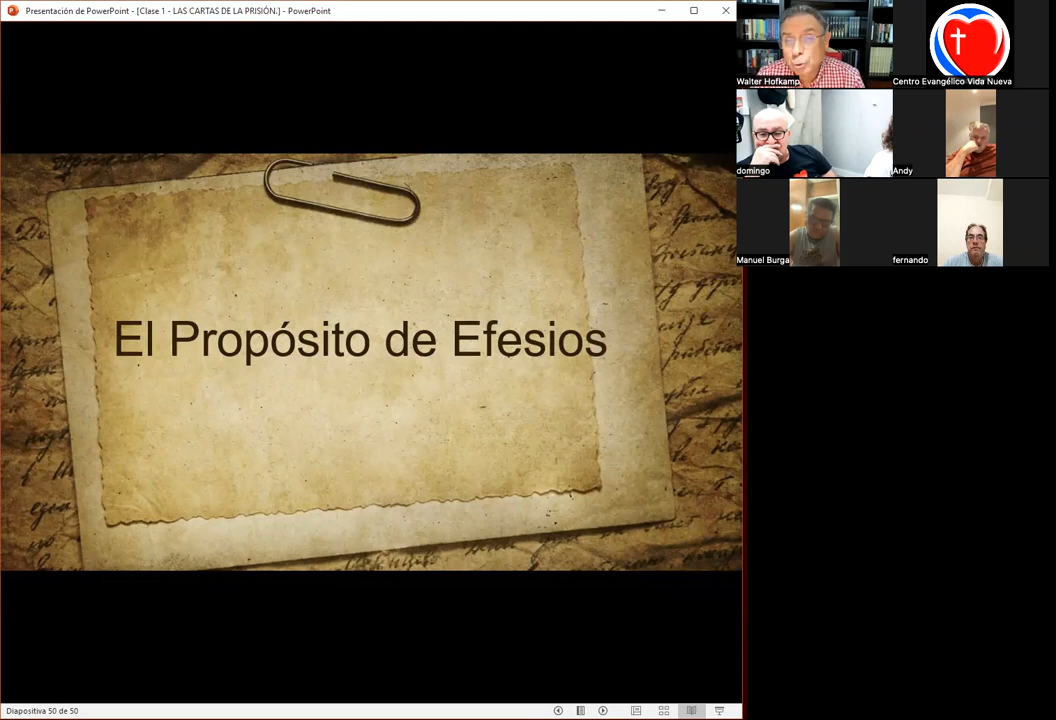 Presentación de PowerPoint - [Clase 1 - LAS CARTAS DE LA PRISIÓN.] - PowerPoint
El Propósito de Efesios
Diapositiva 50 de 50
Walter Hofkamp
Centro Evangélico Vida Nueva
domingo
Andy
Manuel Burga
fernando